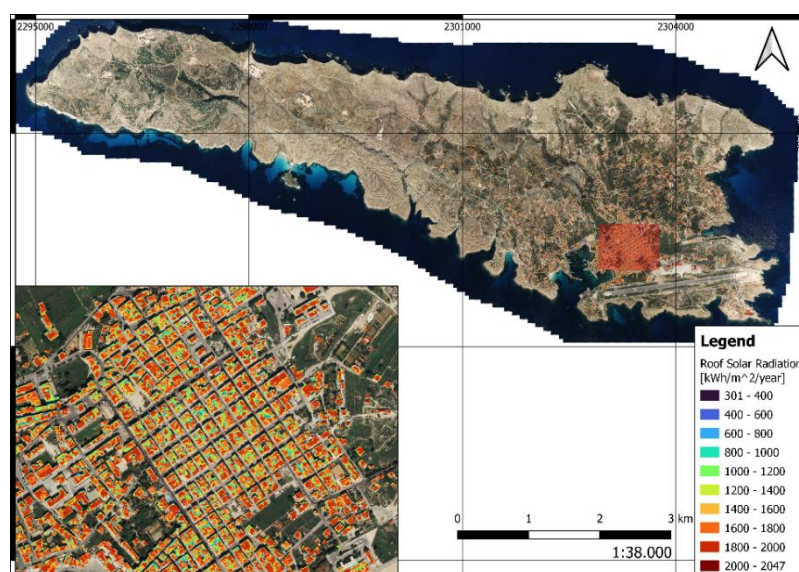 2295000
2298000
2301000
2304000
Legend
Roof Solar Radiation
[kWh/m^2/year]
301 - 400
400 - 600
600 - 800
800 - 1000
1000 - 1200
1200 - 1400
1400 - 1600
1600 - 1800
1800 - 2000
2000 - 2047
0 1 2 3 km
1:38.000